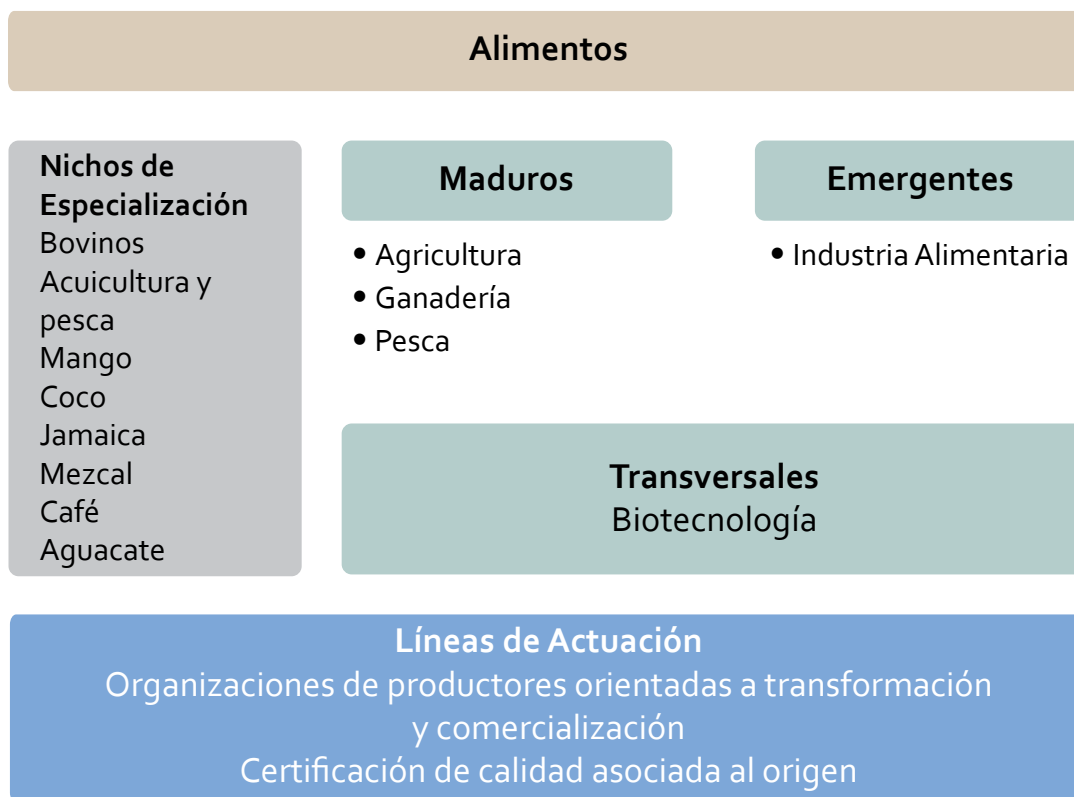 Alimentos
Nichos de
Especialización
Bovinos
Acuicultura y
pesca
Mango
Coco
Jamaica
Mezcal
Café
Aguacate
Maduros
• Agricultura
• Ganadería
• Pesca
Emergentes
• Industria Alimentaria
Transversales
Biotecnología
Líneas de Actuación
Organizaciones de productores orientadas a transformación
y comercialización
Certificación de calidad asociada al origen